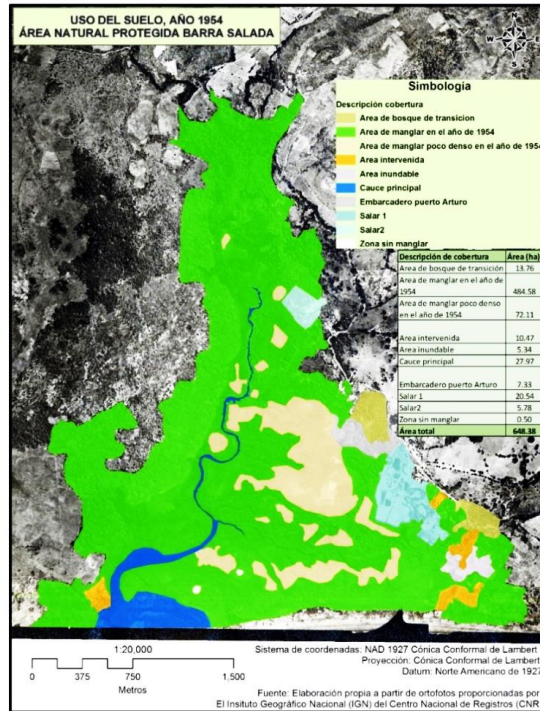 USO DEL SUELO, AÑO 1954
ÁREA NATURAL PROTEGIDA BARRA SALADA
N
W E
S
Simbología
Descripción cobertura
Area de bosque de transicion
Area de manglar en el año de 1954
Area de manglar poco denso en el año de 1954
Area intervenida
Area inundable
Cauce principal
Embarcadero puerto Arturo
Salar 1
Salar2
Zona sin manglar
Descripción de cobertura Área (ha)
Area de bosque de transición 13.76
Area de manglar en el año de
1954 484.58
Area de manglar poco denso
en el año de 1954 72.11
Area intervenida 10.47
Area inundable 5.34
Cauce principal 27.97
Embarcadero puerto Arturo 7.33
Salar 1 20.54
Salar2 5.78
Zona sin manglar 0.50
Área total 648.38
1:20,000
0 375 750 1,500
Metros
Sistema de coordenadas: NAD 1927 Cónica Conformal de Lambert
Proyección: Cónica Conformal de Lambert
Datum: Norte Americano de 1927
Fuente: Elaboración propia a partir de ortofotos proporcionadas por
El Insituto Geográfico Nacional (IGN) del Centro Nacional de Registros (CNR)